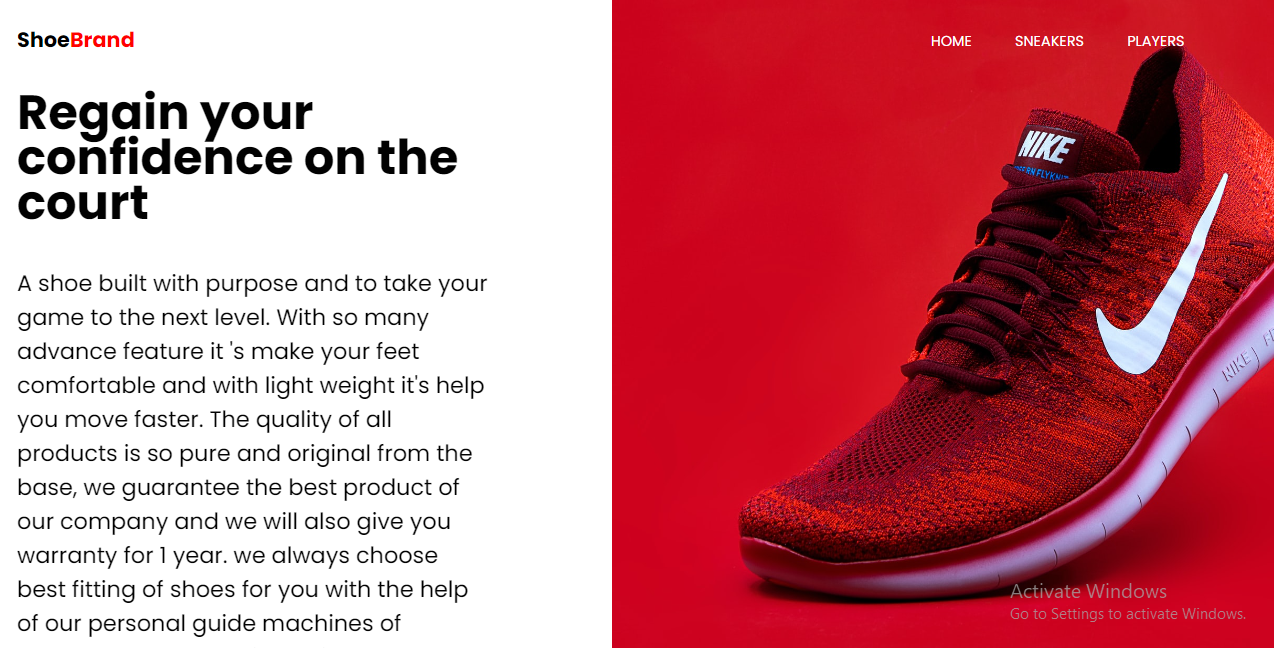 ShoeBrand
HOME SNEAKERS PLAYERS
Regain your
confidence on the
court
A shoe built with purpose and to take your
game to the next level. With so many
advance feature it 's make your feet
comfortable and with light weight it's help
you move faster. The quality of all
products is so pure and original from the
base, we guarantee the best product of
our company and we will also give you
warranty for 1 year. we always choose
best fitting of shoes for you with the help
of our personal guide machines of
NIKE
NIKE
Activate Windows
Go to Settings to activate Windows.